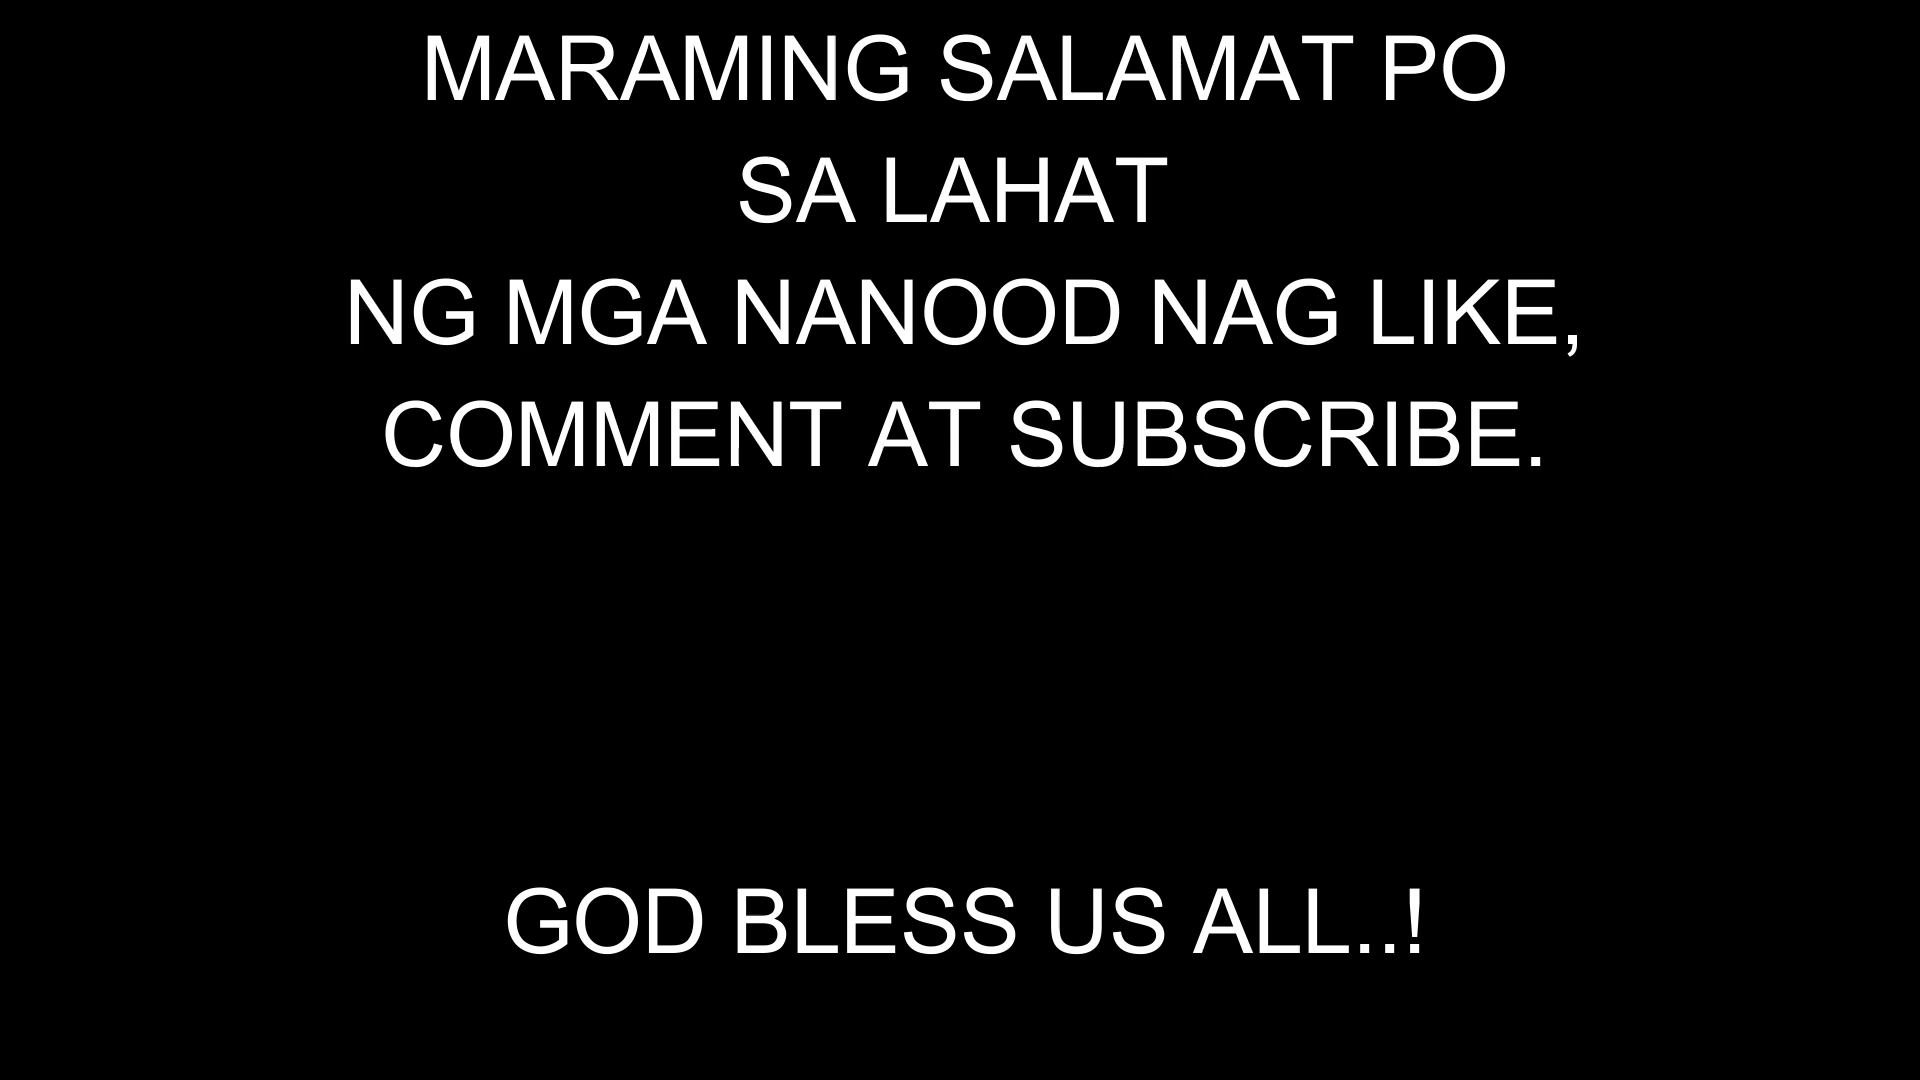 MARAMING SALAMAT PO
SA LAHAT
NG MGA NANOOD NAG LIKE,
COMMENT AT SUBSCRIBE.
GOD BLESS US ALL..!